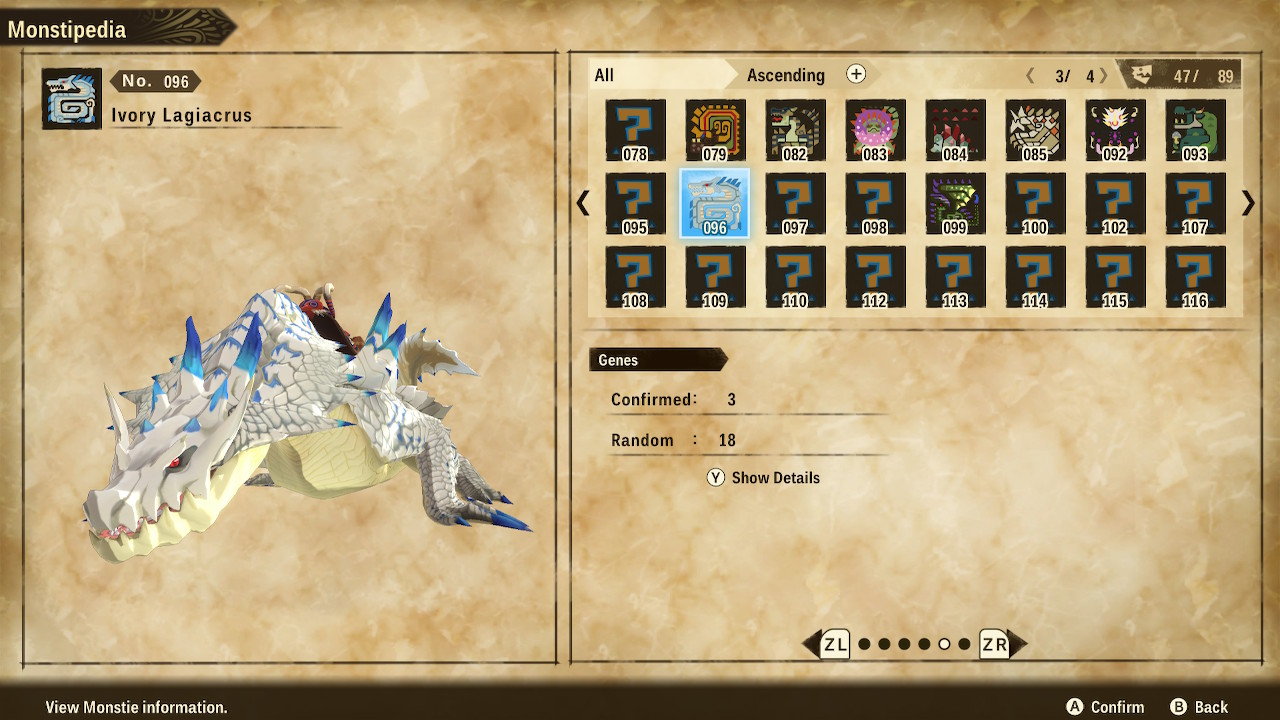 Monstipedia
No. 096
Ivory Lagiacrus
All
Ascending
3/ 4
47/ 89
078 079 082 083 084 085 092 093
095 096 097 098 099 100 102 107
108 109 110 112 113 114 115 116
Genes
Confirmed: 3
Random : 18
Y Show Details
ZL ZR
View Monstie information.
A Confirm B Back